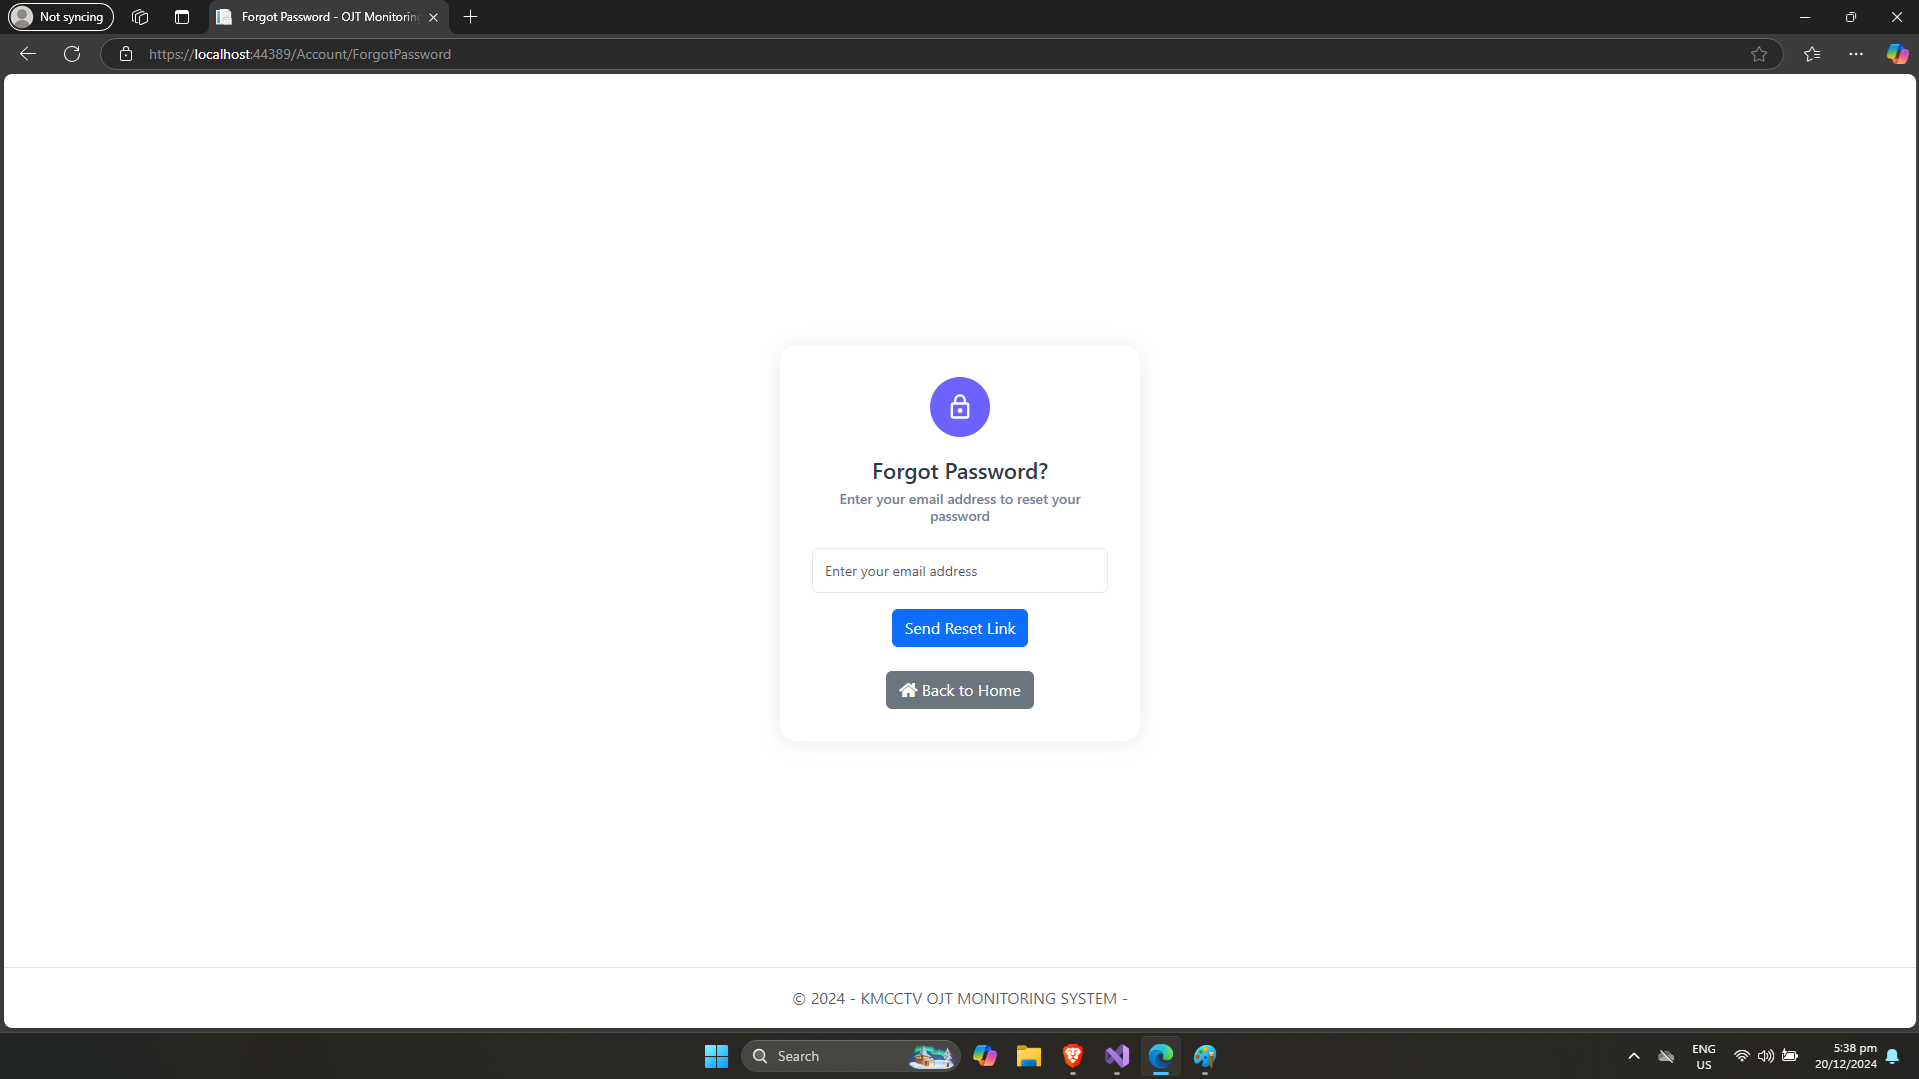 Not syncing
Forgot Password - OJT Monitoring
https://localhost:44389/Account/ForgotPassword
Forgot Password?
Enter your email address to reset your
password
Enter your email address
Send Reset Link
Back to Home
© 2024 - KMCCTV OJT MONITORING SYSTEM -
Search
ENG
US
5:38 pm
20/12/2024